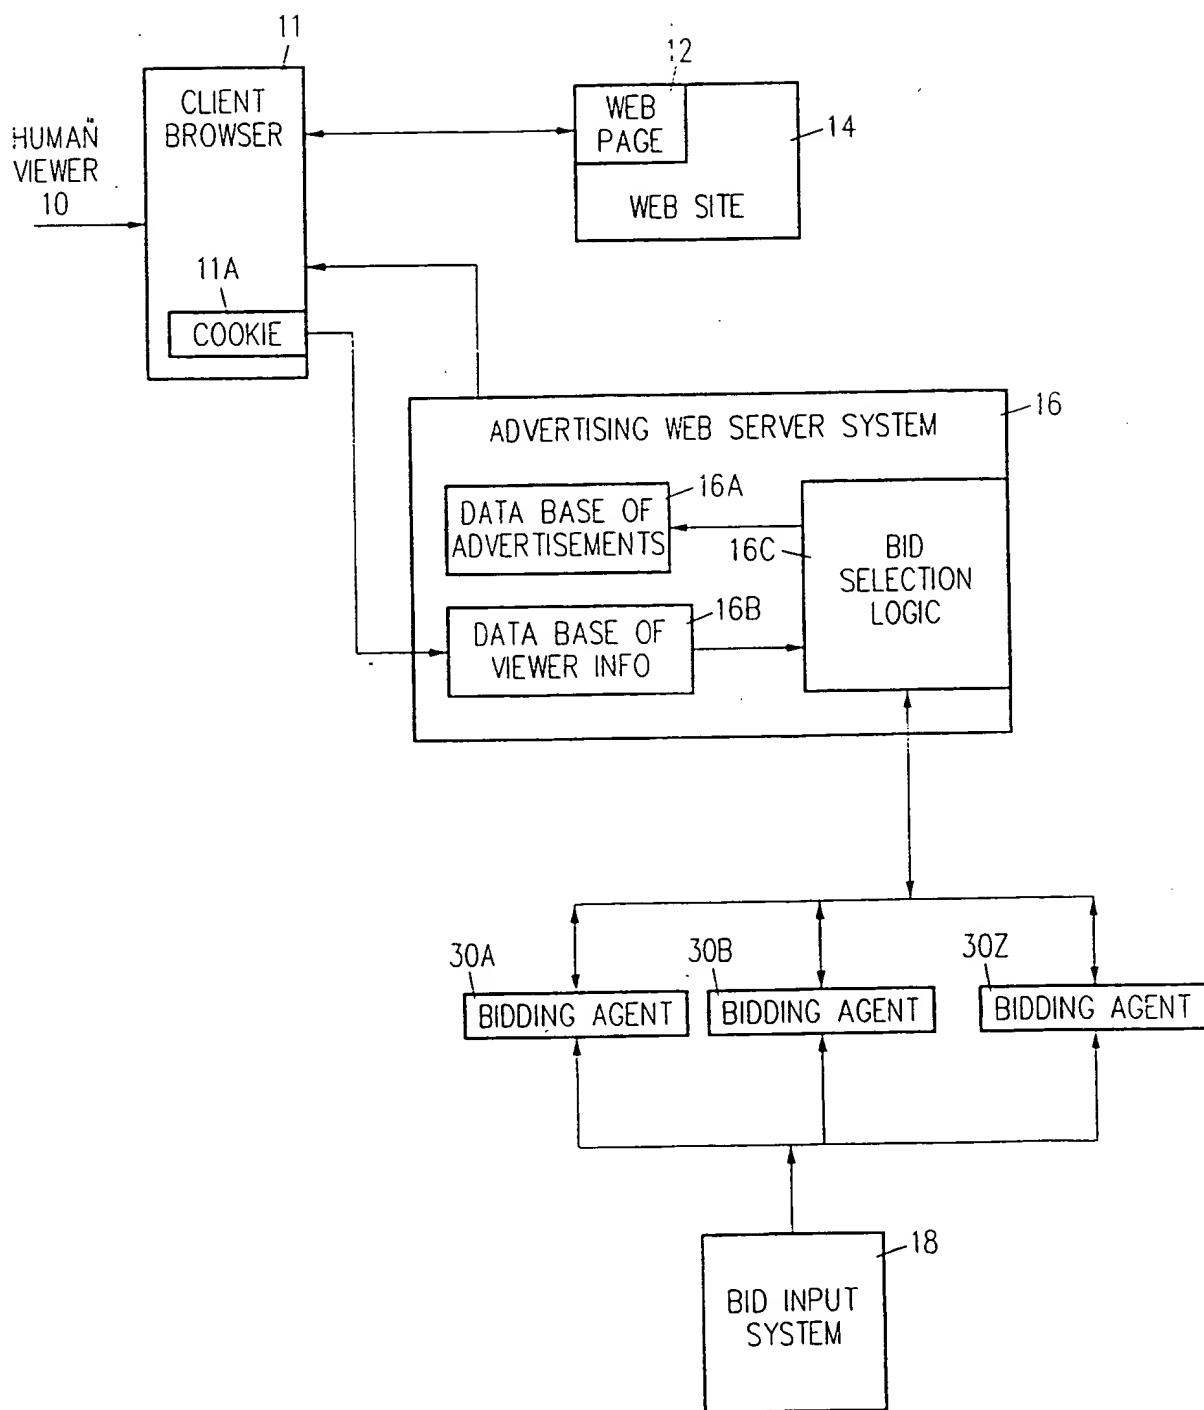 11
CLIENT
BROWSER
HUMAN
VIEWER
10
11A
COOKIE
12
WEB
PAGE
14
WEB SITE
16
ADVERTISING WEB SERVER SYSTEM
16A
DATA BASE OF
ADVERTISEMENTS
16B
DATA BASE OF
VIEWER INFO
16C
BID
SELECTION
LOGIC
30A
BIDDING AGENT
30B
BIDDING AGENT
30Z
BIDDING AGENT
18
BID INPUT
SYSTEM